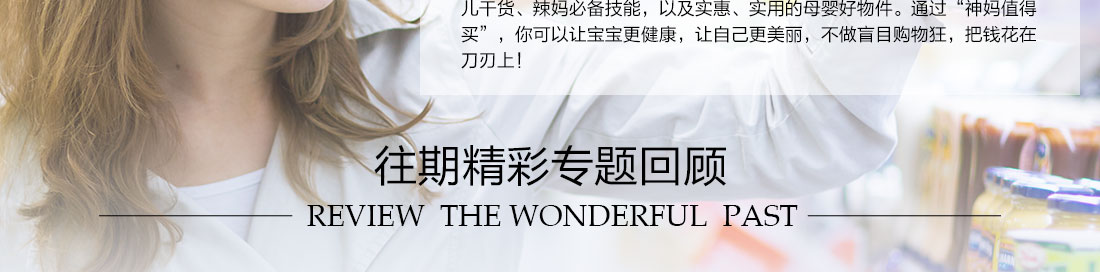 儿干货、辣妈必备技能，以及实惠、实用的母婴好物件。通过“神妈值得
买”，你可以让宝宝更健康，让自己更美丽，不做盲目购物狂，把钱花在
刀刃上！
往期精彩专题回顾
REVIEW THE WONDERFUL PAST